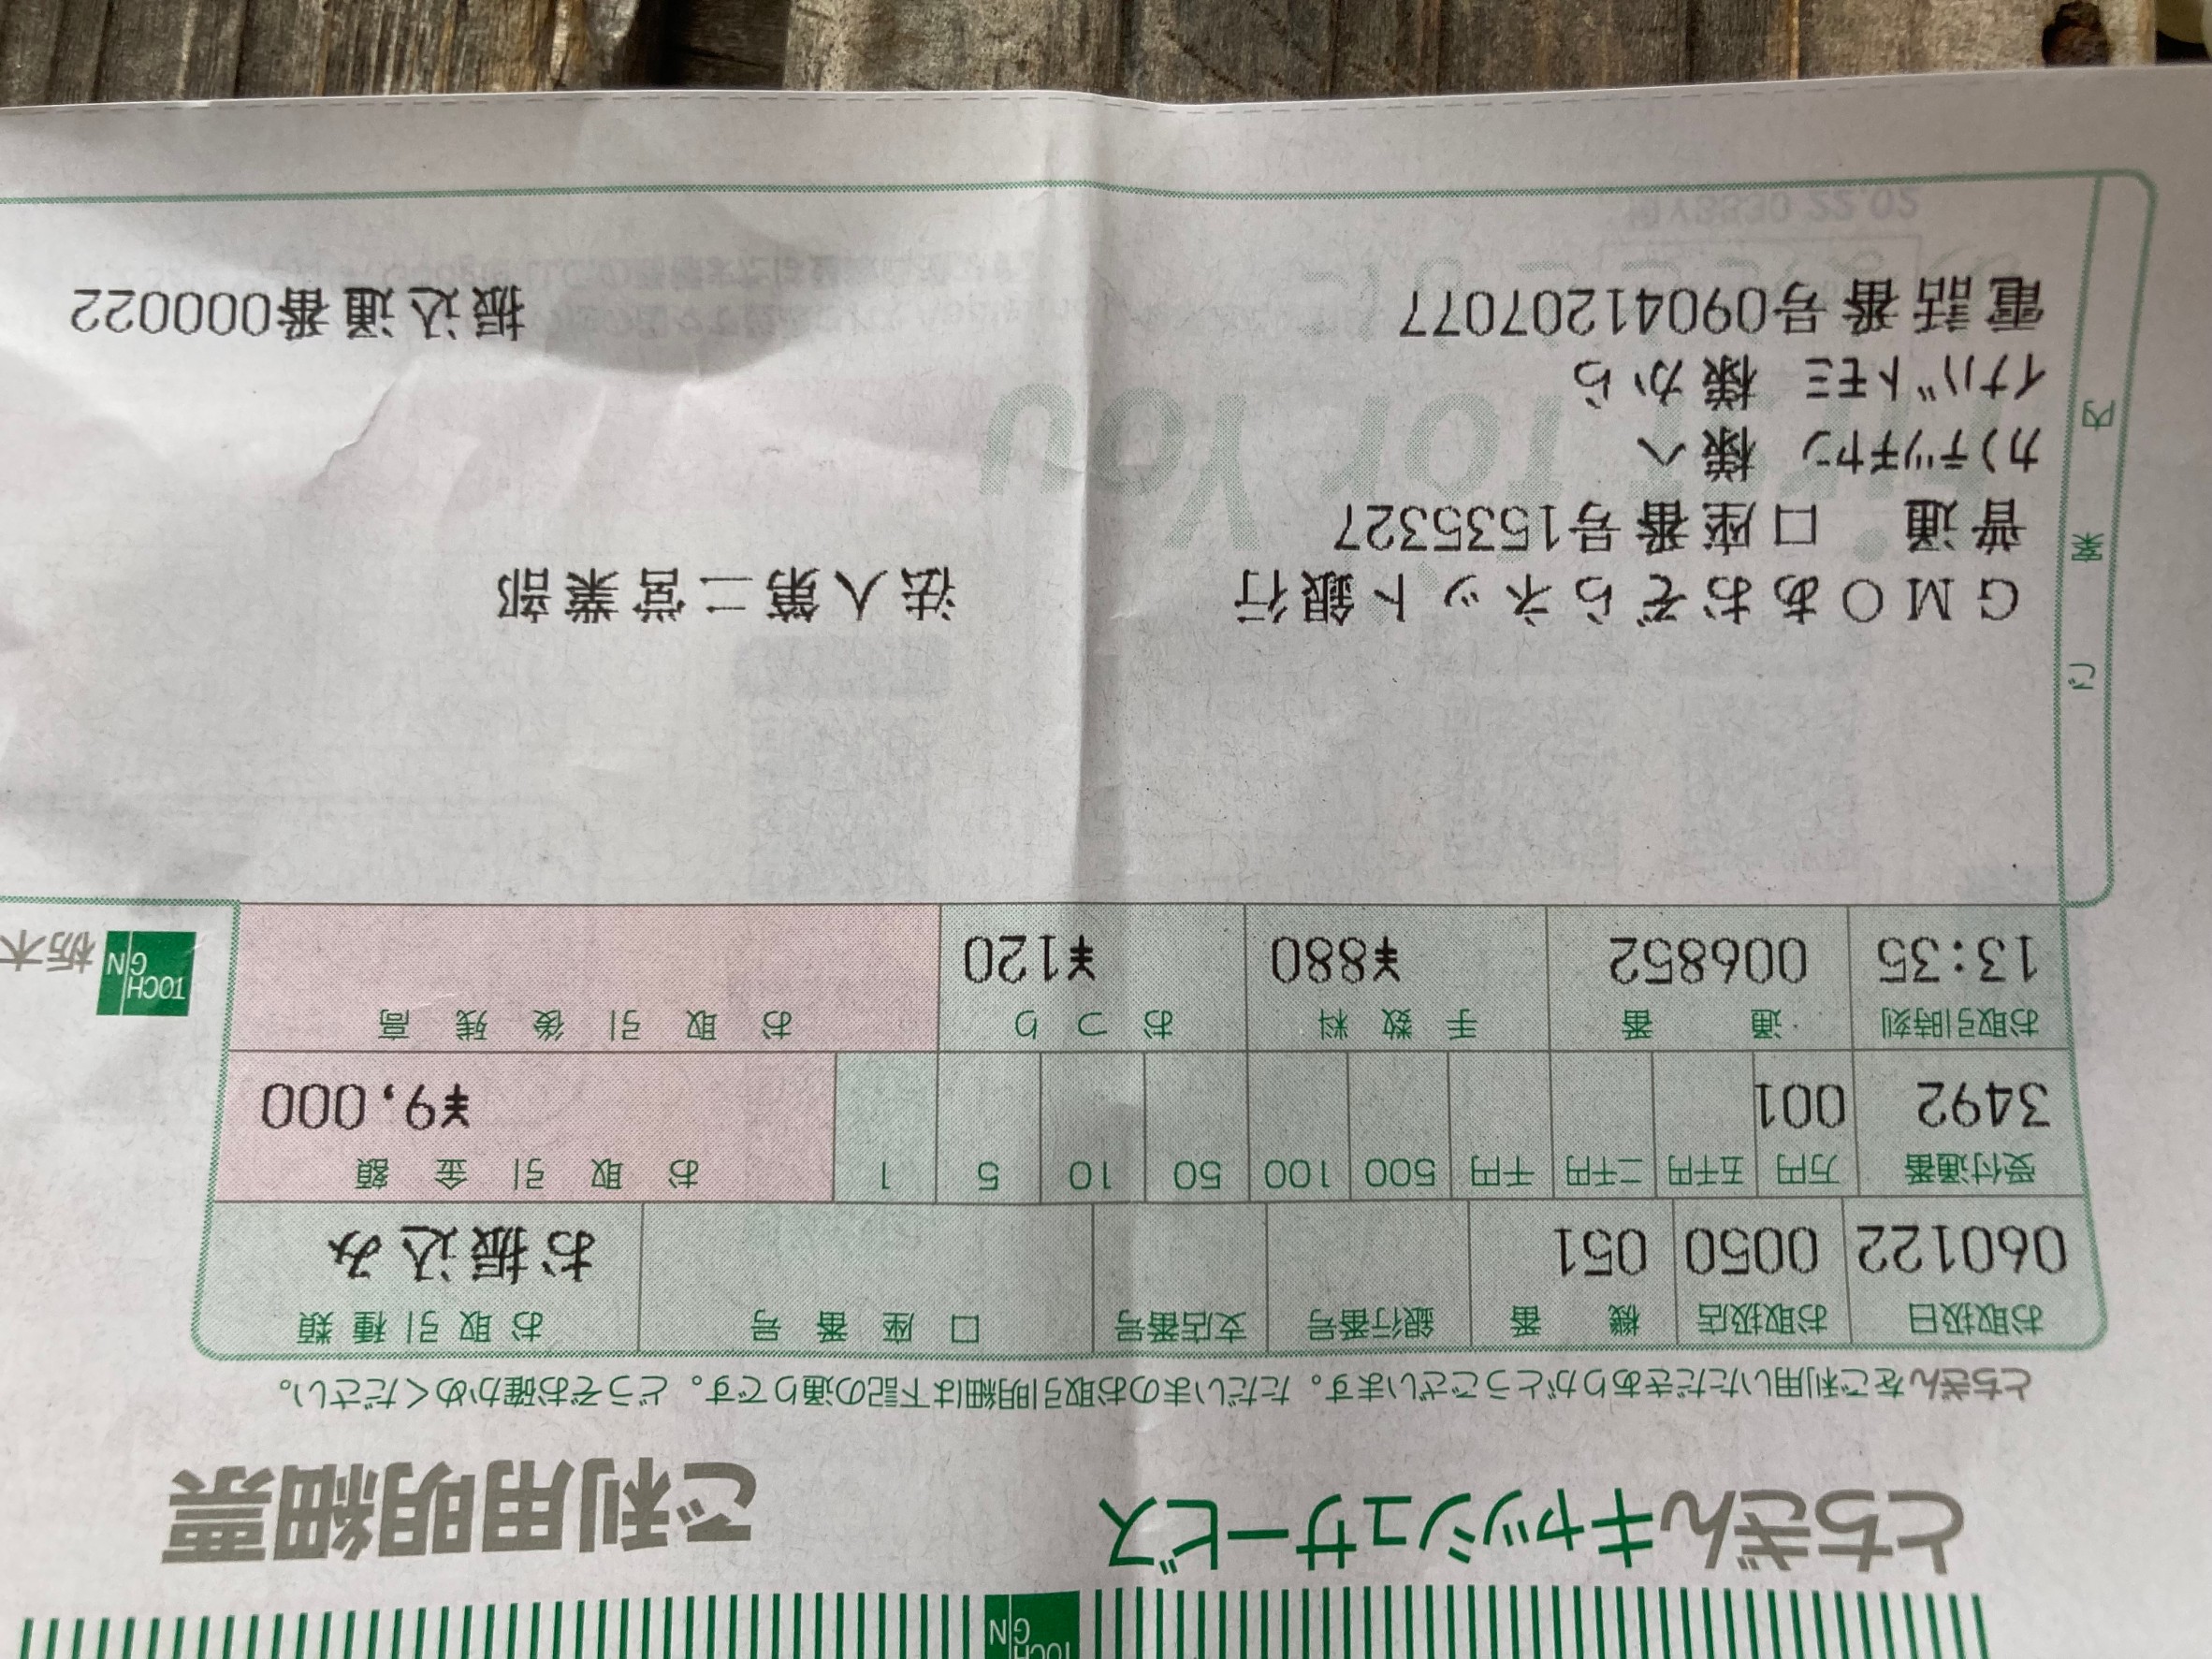 TOCHGIN
とちぎんキャッシュサービス ご利用明細票
とちぎんをご利用いただきありがとうございます。ただいまのお取引明細は下記の通りです。どうぞお確かめください。
お取扱日 お取扱店 機番 銀行番号 支店番号 口座番号 お取引種類
060122 0050 051 お振込み
受付通番 万円 五千円 二千円 千円 500 100 50 10 5 1 お取引金額
3492 001 ¥9,000
お取引時刻 通番 手数料 おつり お取引後残高
13:35 006852 ¥880 ¥120
TOCHGIN 栃木
ご案内
GMOあおぞらネット銀行 法人第二営業部
普通 口座番号1535327
カ)テツチヤン 様へ
イナバトモミ 様から
電話番号09041207077 振込通番000022